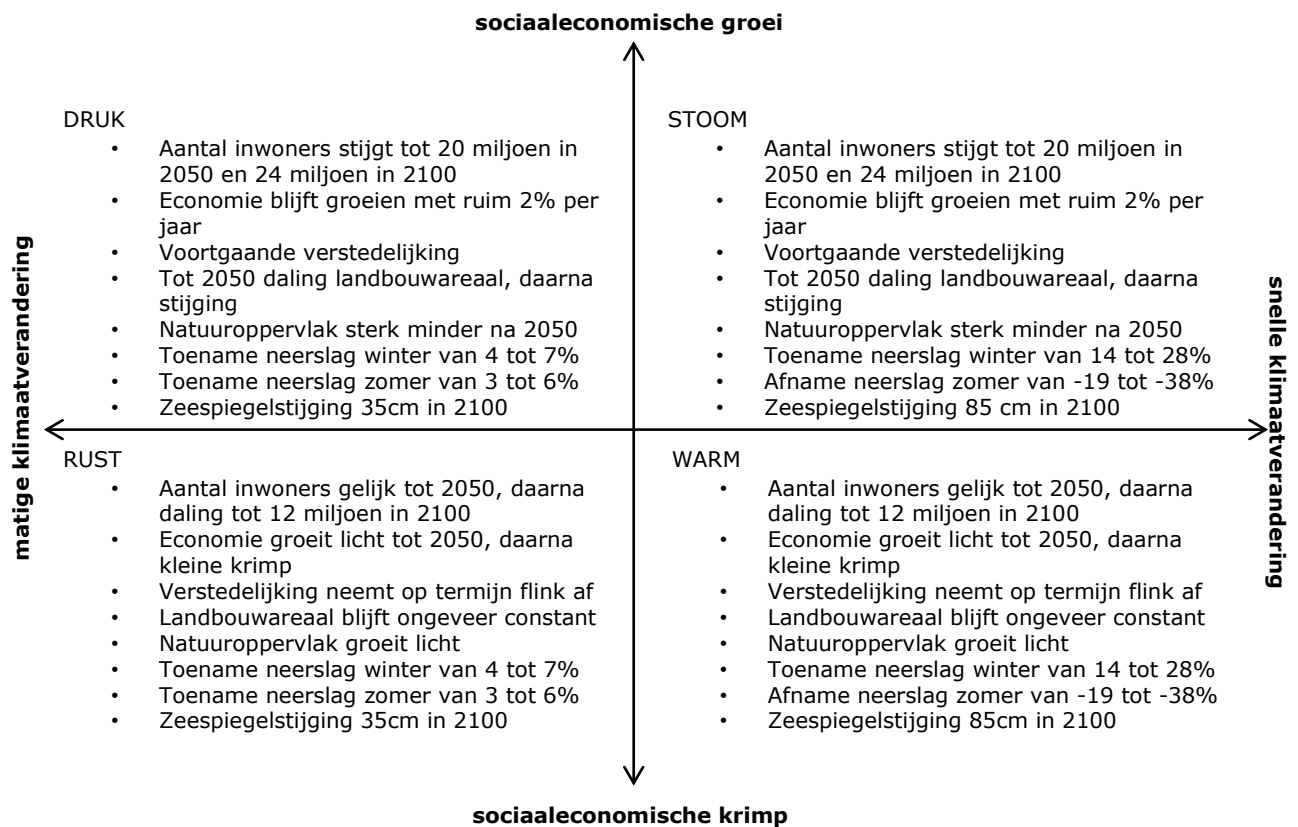 sociaaleconomische groei
DRUK
• Aantal inwoners stijgt tot 20 miljoen in
2050 en 24 miljoen in 2100
• Economie blijft groeien met ruim 2% per
jaar
• Voortgaande verstedelijking
• Tot 2050 daling landbouwareaal, daarna
stijging
• Natuuroppervlak sterk minder na 2050
• Toename neerslag winter van 4 tot 7%
• Toename neerslag zomer van 3 tot 6%
• Zeespiegelstijging 35cm in 2100
STOOM
• Aantal inwoners stijgt tot 20 miljoen in
2050 en 24 miljoen in 2100
• Economie blijft groeien met ruim 2% per
jaar
• Voortgaande verstedelijking
• Tot 2050 daling landbouwareaal, daarna
stijging
• Natuuroppervlak sterk minder na 2050
• Toename neerslag winter van 14 tot 28%
• Afname neerslag zomer van -19 tot -38%
• Zeespiegelstijging 85 cm in 2100
matige klimaatverandering
snelle klimaatverandering
RUST
• Aantal inwoners gelijk tot 2050, daarna
daling tot 12 miljoen in 2100
• Economie groeit licht tot 2050, daarna
kleine krimp
• Verstedelijking neemt op termijn flink af
• Landbouwareaal blijft ongeveer constant
• Natuuroppervlak groeit licht
• Toename neerslag winter van 4 tot 7%
• Toename neerslag zomer van 3 tot 6%
• Zeespiegelstijging 35cm in 2100
WARM
• Aantal inwoners gelijk tot 2050, daarna
daling tot 12 miljoen in 2100
• Economie groeit licht tot 2050, daarna
kleine krimp
• Verstedelijking neemt op termijn flink af
• Landbouwareaal blijft ongeveer constant
• Natuuroppervlak groeit licht
• Toename neerslag winter van 14 tot 28%
• Afname neerslag zomer van -19 tot -38%
• Zeespiegelstijging 85cm in 2100
sociaaleconomische krimp